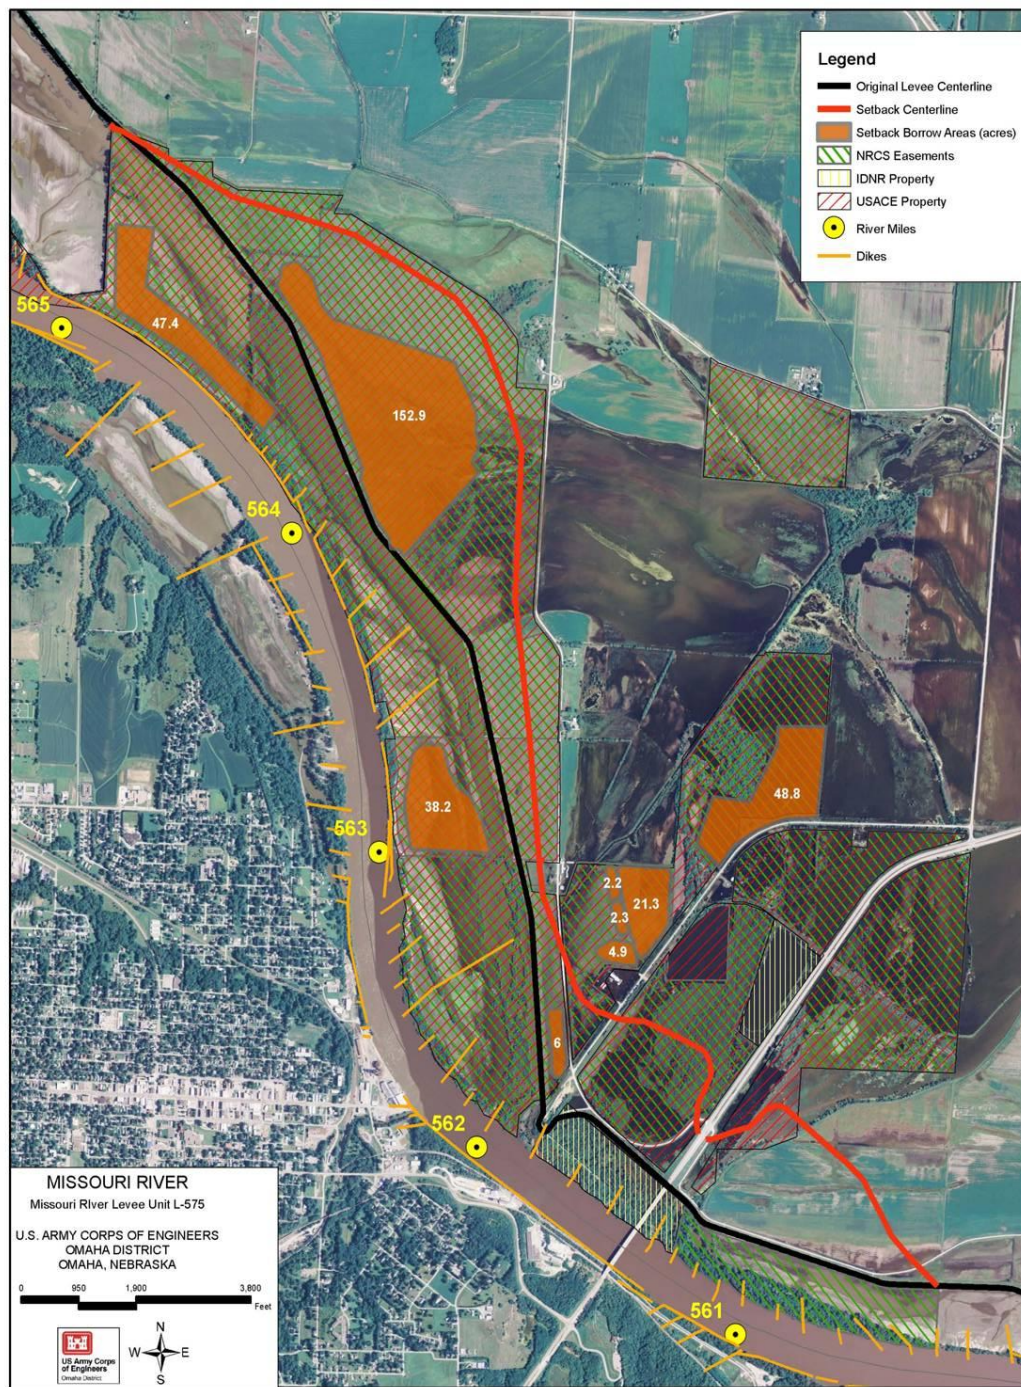 Legend
Original Levee Centerline
Setback Centerline
Setback Borrow Areas (acres)
NRCS Easements
IDNR Property
USACE Property
River Miles
Dikes
565
47.4
152.9
564
38.2
563
48.8
2.2
21.3
2.3
4.9
6
562
561
MISSOURI RIVER
Missouri River Levee Unit L-575
U.S. ARMY CORPS OF ENGINEERS
OMAHA DISTRICT
OMAHA, NEBRASKA
0 950 1,900 3,800
Feet
US Army Corps
of Engineers
Omaha District
N
W E
S